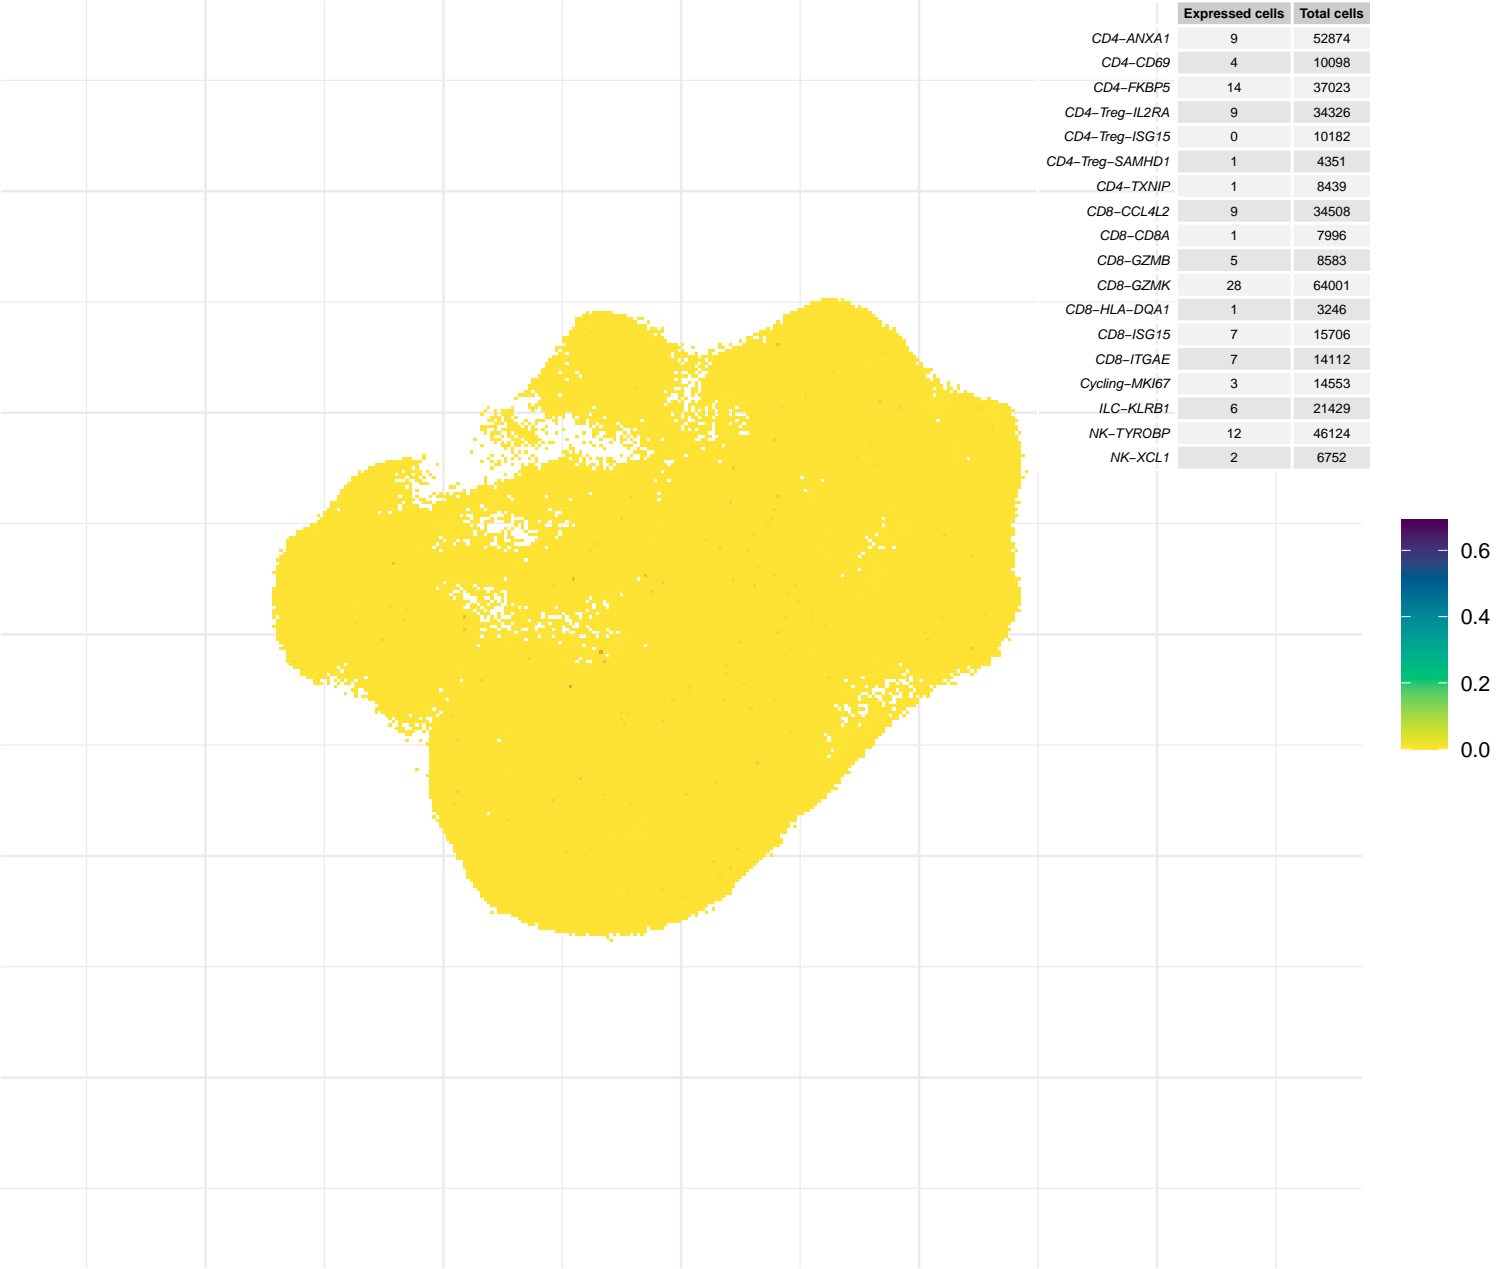 Expressed cells Total cells
CD4−ANXA1 9 52874
CD4−CD69 4 10098
CD4−FKBP5 14 37023
CD4−Treg−IL2RA 9 34326
CD4−Treg−ISG15 0 10182
CD4−Treg−SAMHD1 1 4351
CD4−TXNIP 1 8439
CD8−CCL4L2 9 34508
CD8−CD8A 1 7996
CD8−GZMB 5 8583
CD8−GZMK 28 64001
CD8−HLA−DQA1 1 3246
CD8−ISG15 7 15706
CD8−ITGAE 7 14112
Cycling−MKI67 3 14553
ILC−KLRB1 6 21429
NK−TYROBP 12 46124
NK−XCL1 2 6752
0.6
0.4
0.2
0.0